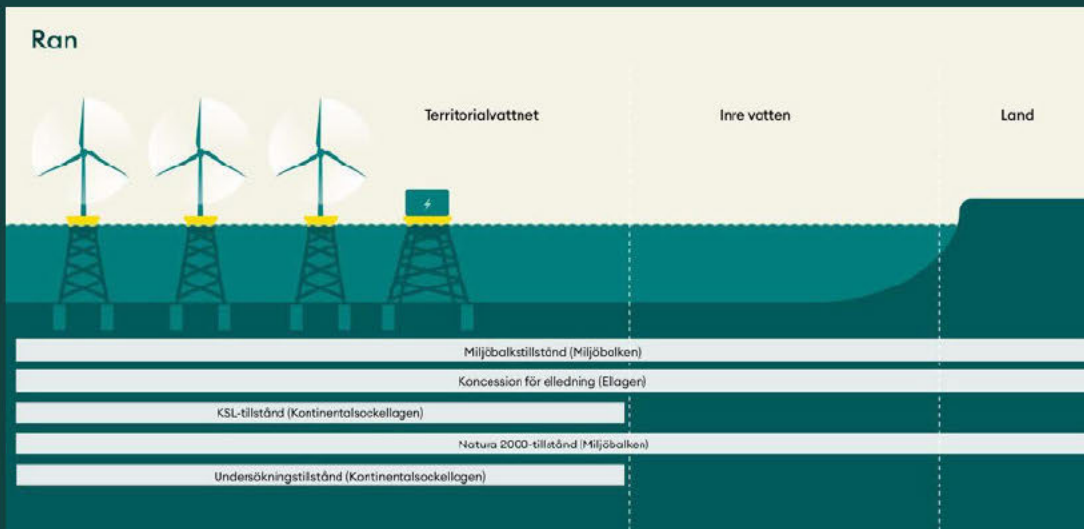 Ran
Territorialvattnet
Inre vatten
Land
Miljöbalkstillstånd (Miljöbalken)
Koncession för elledning (Ellagen)
KSL-tillstånd (Kontinentalsockellagen)
Natura 2000-tillstånd (Miljöbalken)
Undersökningstillstånd (Kontinentalsockellagen)